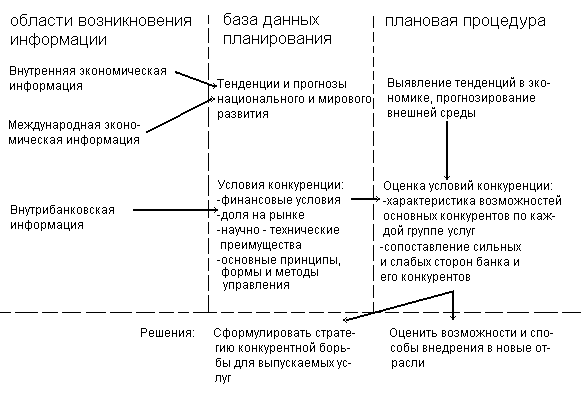 области возникновения
информации
база данных
планирования
плановая процедура
Внутренняя экономическая
информация
Международная эконо-
мическая информация
Тенденции и прогнозы
национального и мирового
развития
Выявление тенденций в эко-
номике, прогнозирование
внешней среды
Внутрибанковская
информация
Условия конкуренции:
-финансовые условия
-доля на рынке
-научно - технические
преимущества
-основные принципы,
формы и методы
управления
Оценка условий конкуренции:
-характеристика возможностей
основных конкурентов по каж-
дой группе услуг
-сопоставление сильных
и слабых сторон банка и
его конкурентов
Решения:
Сформулировать страте-
гию конкурентной борь-
бы для выпускаемых ус-
луг
Оценить возможности и спо-
собы внедрения в новые от-
расли